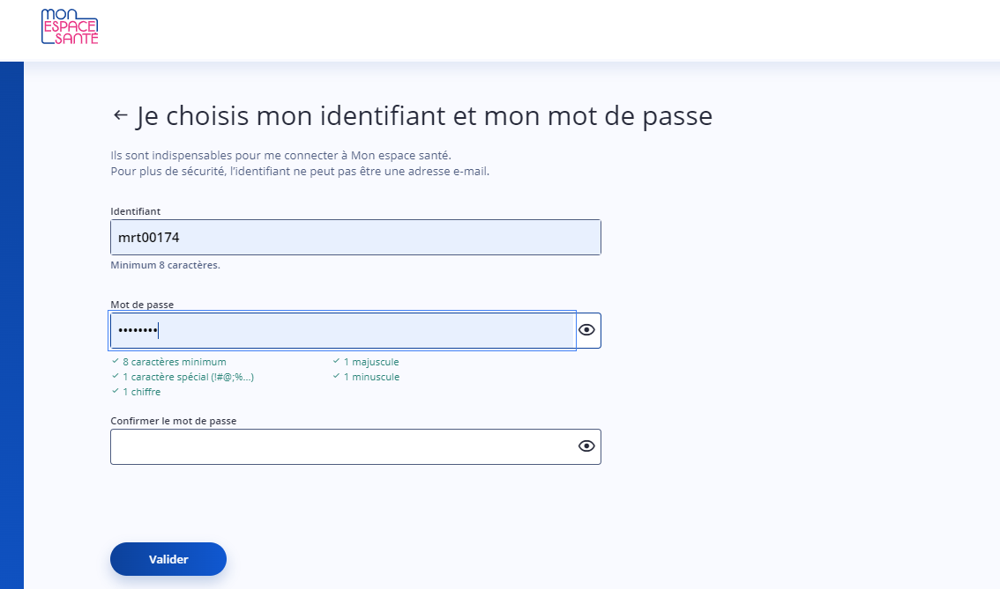 mon
ESPACE
SANTÉ
← Je choisis mon identifiant et mon mot de passe
Ils sont indispensables pour me connecter à Mon espace santé.
Pour plus de sécurité, l'identifiant ne peut pas être une adresse e-mail.
Identifiant
mrt00174
Minimum 8 caractères.
Mot de passe
••••••••
✓ 8 caractères minimum
✓ 1 majuscule
✓ 1 caractère spécial (!#@;%...)
✓ 1 minuscule
✓ 1 chiffre
Confirmer le mot de passe
Valider